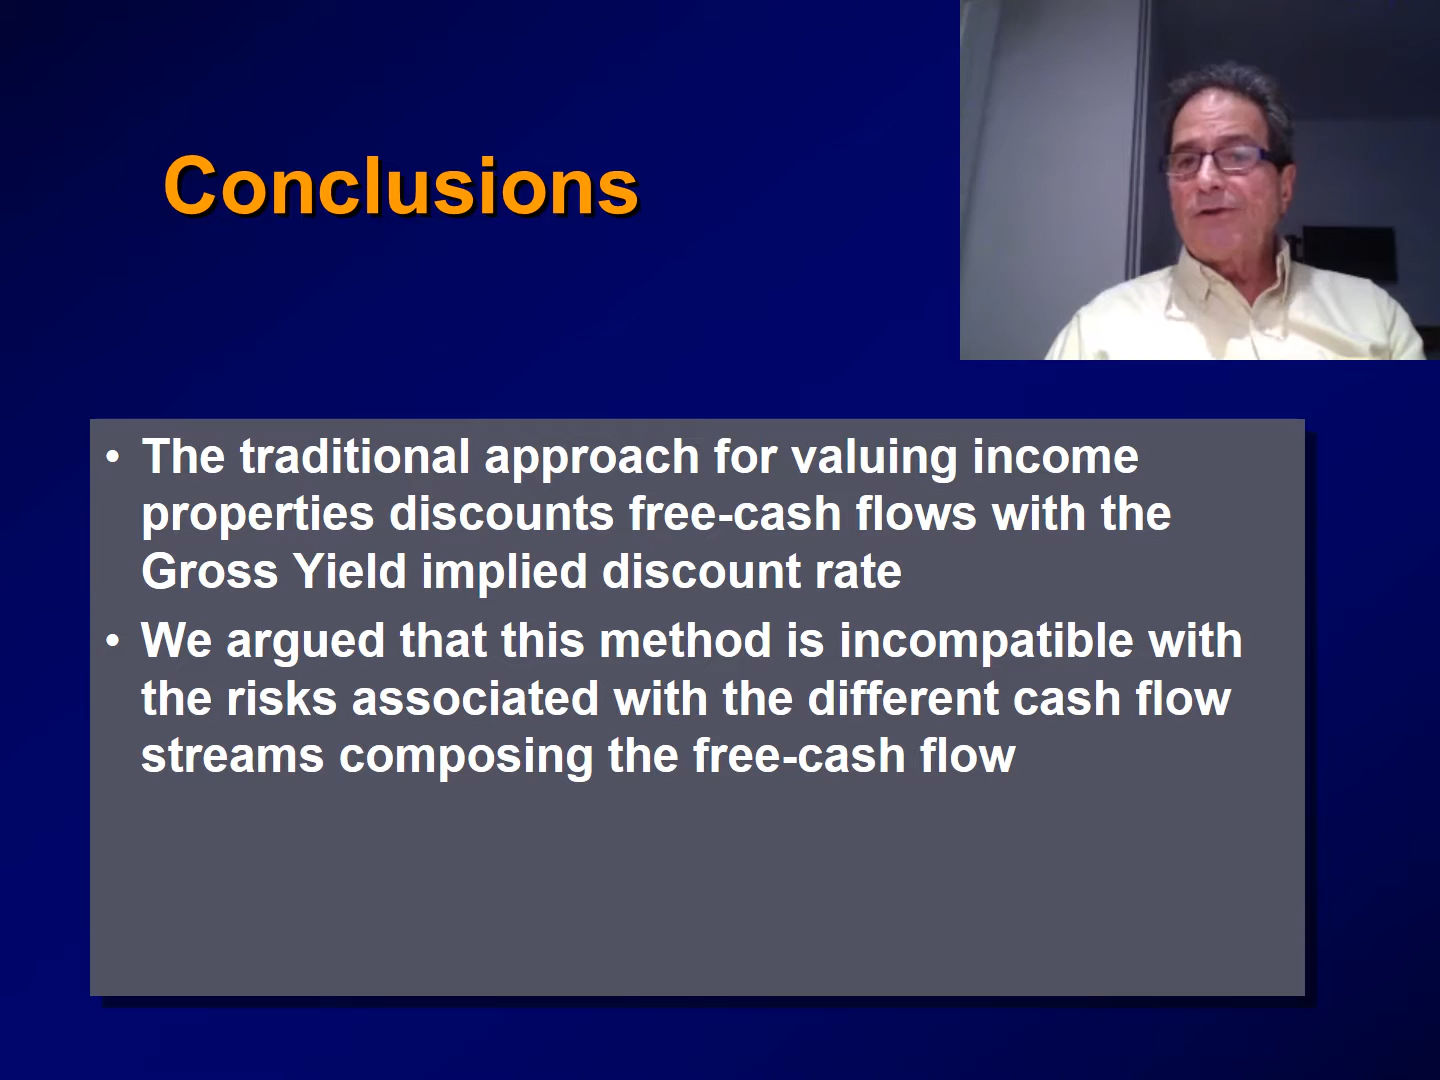 Conclusions
• The traditional approach for valuing income
properties discounts free-cash flows with the
Gross Yield implied discount rate
• We argued that this method is incompatible with
the risks associated with the different cash flow
streams composing the free-cash flow